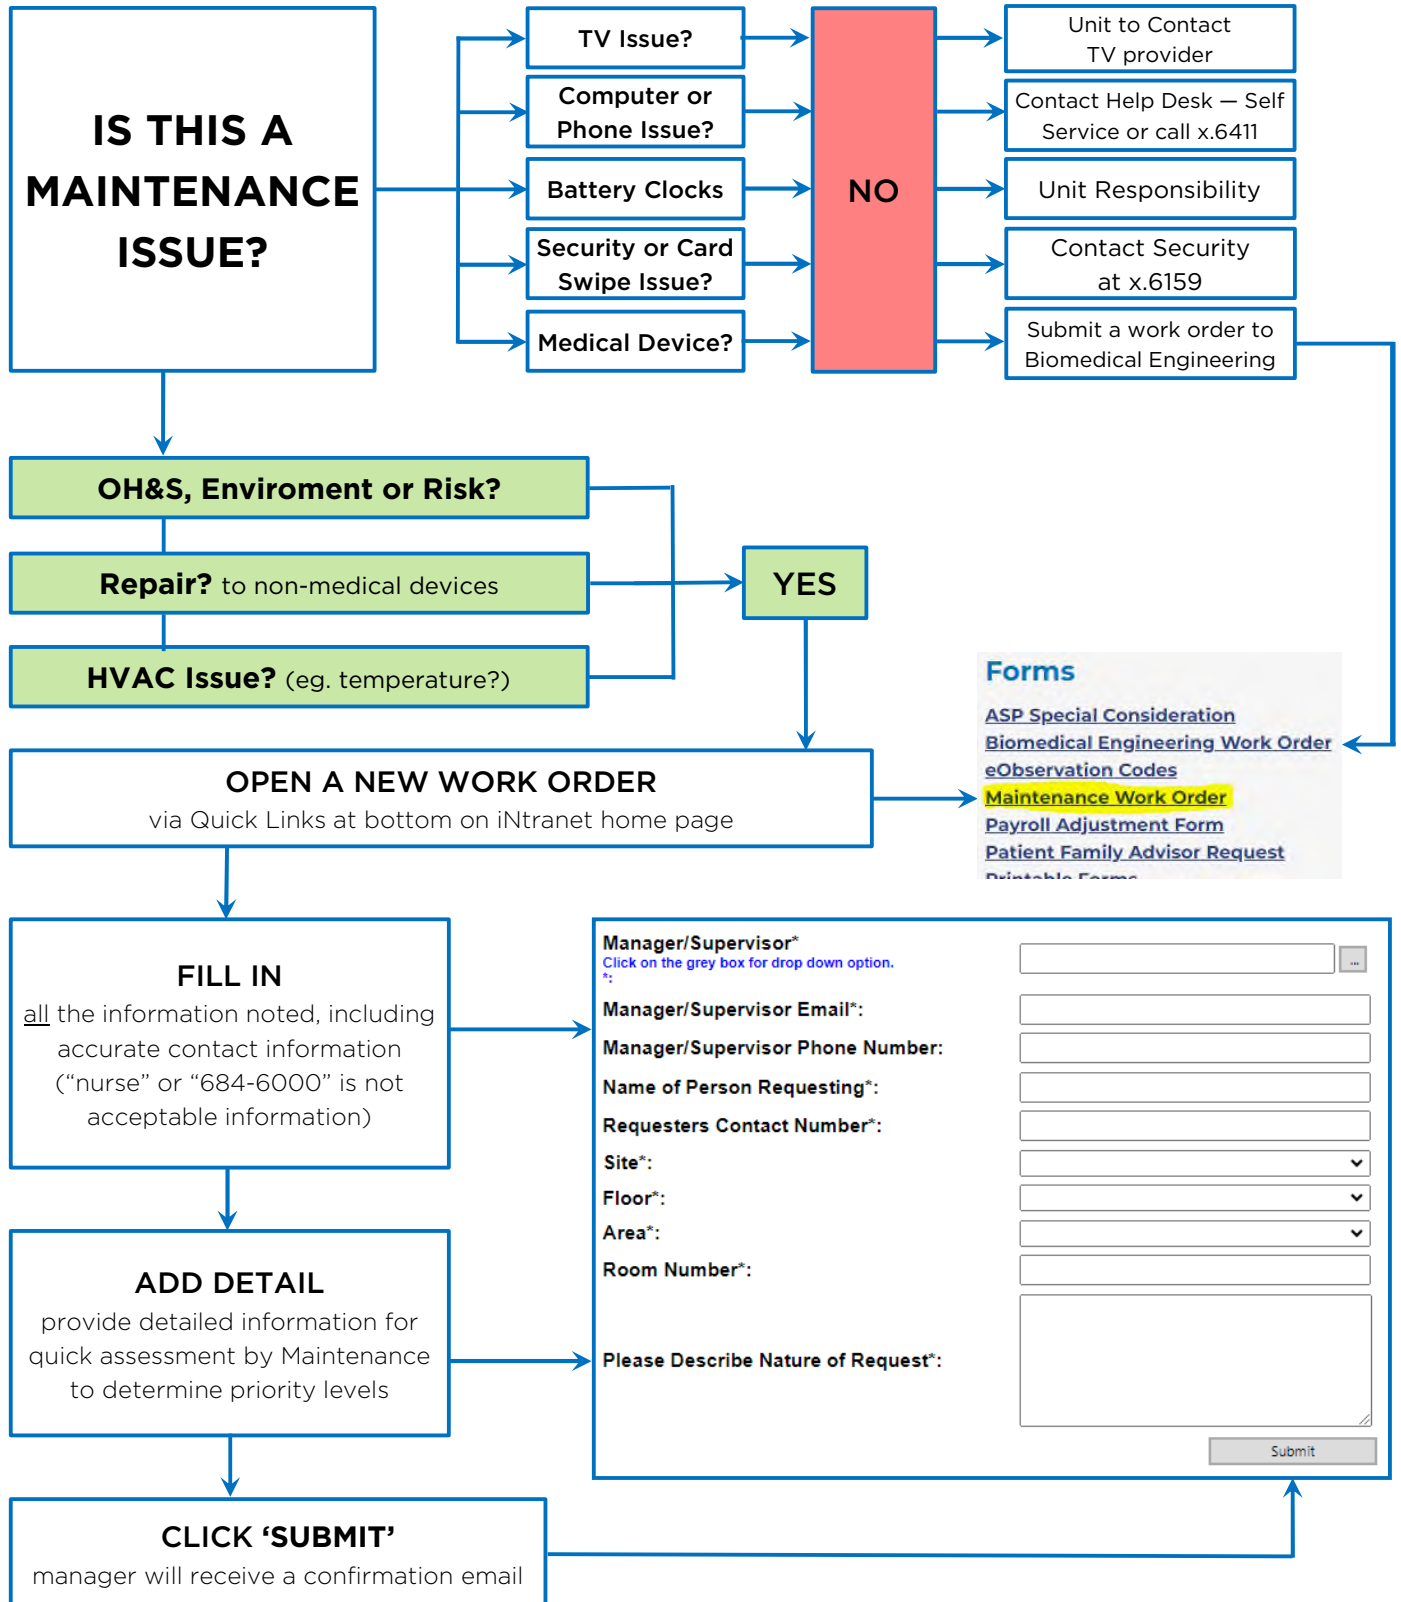 IS THIS A
MAINTENANCE
ISSUE?
TV Issue?
Computer or
Phone Issue?
Battery Clocks
Security or Card
Swipe Issue?
Medical Device?
NO
Unit to Contact
TV provider
Contact Help Desk — Self
Service or call x.6411
Unit Responsibility
Contact Security
at x.6159
Submit a work order to
Biomedical Engineering
OH&S, Enviroment or Risk?
Repair? to non-medical devices
HVAC Issue? (eg. temperature?)
YES
OPEN A NEW WORK ORDER
via Quick Links at bottom on iNtranet home page
Forms
ASP Special Consideration
Biomedical Engineering Work Order
eObservation Codes
Maintenance Work Order
Payroll Adjustment Form
Patient Family Advisor Request
Printable Forms
FILL IN
all the information noted, including
accurate contact information
(“nurse” or “684-6000” is not
acceptable information)
ADD DETAIL
provide detailed information for
quick assessment by Maintenance
to determine priority levels
CLICK ‘SUBMIT’
manager will receive a confirmation email
Manager/Supervisor*
Click on the grey box for drop down option.
*:
...
Manager/Supervisor Email*:
Manager/Supervisor Phone Number:
Name of Person Requesting*:
Requesters Contact Number*:
Site*:
Floor*:
Area*:
Room Number*:
Please Describe Nature of Request*:
Submit